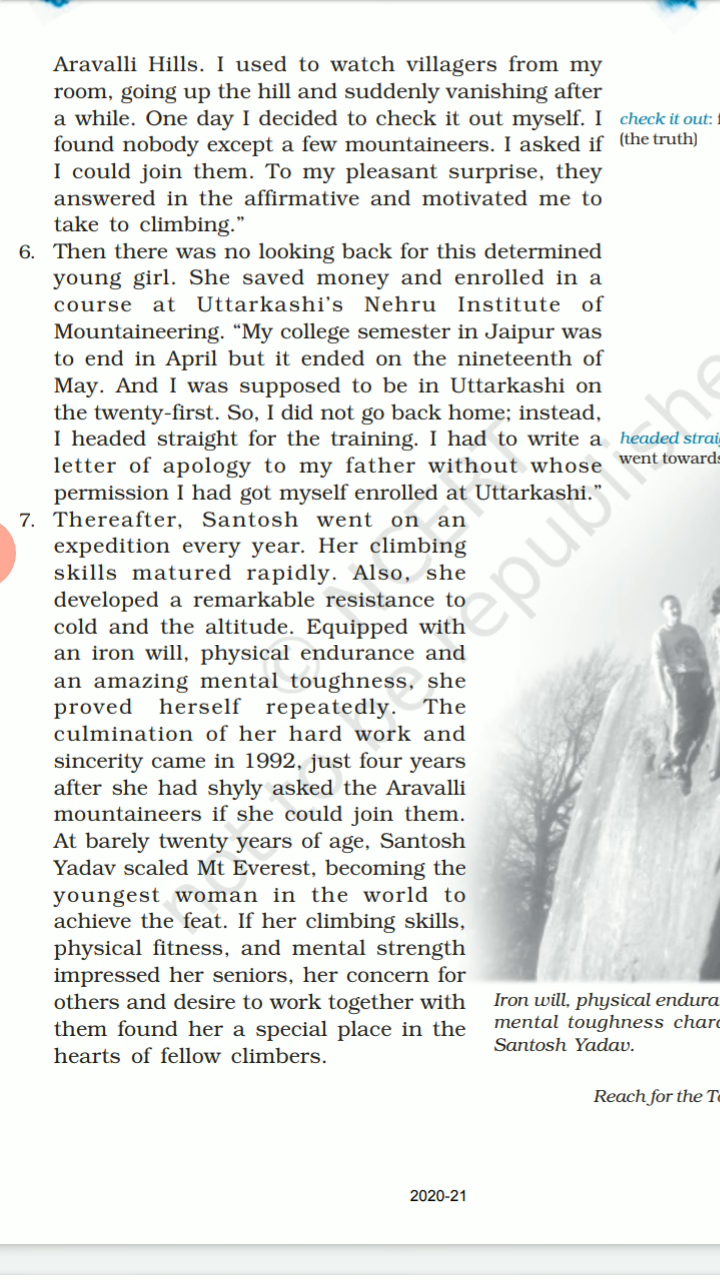 Aravalli Hills. I used to watch villagers from my
room, going up the hill and suddenly vanishing after
a while. One day I decided to check it out myself. I
found nobody except a few mountaineers. I asked if
I could join them. To my pleasant surprise, they
answered in the affirmative and motivated me to
take to climbing.”
check it out:
(the truth)
6. Then there was no looking back for this determined
young girl. She saved money and enrolled in a
course at Uttarkashi’s Nehru Institute of
Mountaineering. “My college semester in Jaipur was
to end in April but it ended on the nineteenth of
May. And I was supposed to be in Uttarkashi on
the twenty-first. So, I did not go back home; instead,
I headed straight for the training. I had to write a
letter of apology to my father without whose
permission I had got myself enrolled at Uttarkashi.”
headed straig
went towards
7. Thereafter, Santosh went on an
expedition every year. Her climbing
skills matured rapidly. Also, she
developed a remarkable resistance to
cold and the altitude. Equipped with
an iron will, physical endurance and
an amazing mental toughness, she
proved herself repeatedly. The
culmination of her hard work and
sincerity came in 1992, just four years
after she had shyly asked the Aravalli
mountaineers if she could join them.
At barely twenty years of age, Santosh
Yadav scaled Mt Everest, becoming the
youngest woman in the world to
achieve the feat. If her climbing skills,
physical fitness, and mental strength
impressed her seniors, her concern for
others and desire to work together with
them found her a special place in the
hearts of fellow climbers.
Iron will, physical endura
mental toughness chara
Santosh Yadav.
Reach for the T
2020-21
© NCERT
not to be republishe